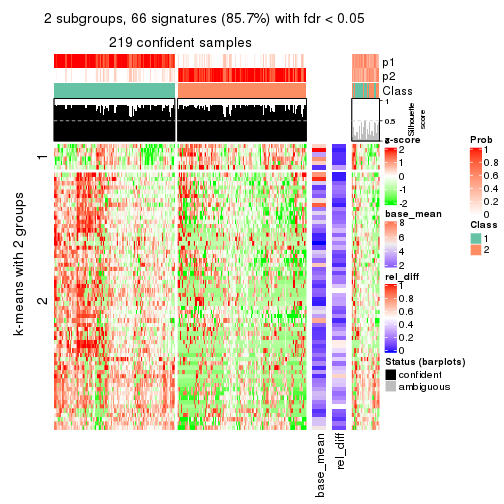 2 subgroups, 66 signatures (85.7%) with fdr < 0.05
219 confident samples
p1
p2
Class
1
0.5
0
Silhouette
score
k-means with 2 groups
1
2
base_mean
rel_diff
z-score
2
1
0
-1
-2
base_mean
8
6
4
2
rel_diff
1
0.8
0.6
0.4
0.2
0
Status (barplots)
confident
ambiguous
Prob
1
0.8
0.6
0.4
0.2
0
Class
1
2